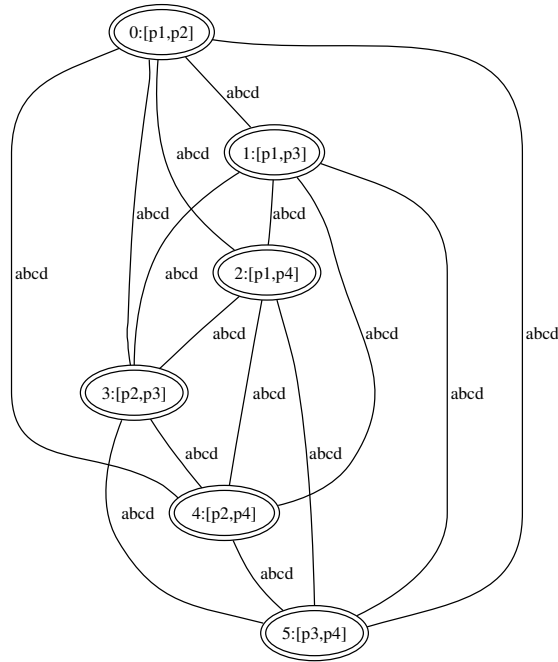 0:[p1,p2]
abcd
1:[p1,p3]
abcd
abcd
abcd
2:[p1,p4]
abcd
abcd
abcd
abcd
abcd
abcd
3:[p2,p3]
abcd
abcd
abcd
abcd
4:[p2,p4]
abcd
abcd
5:[p3,p4]